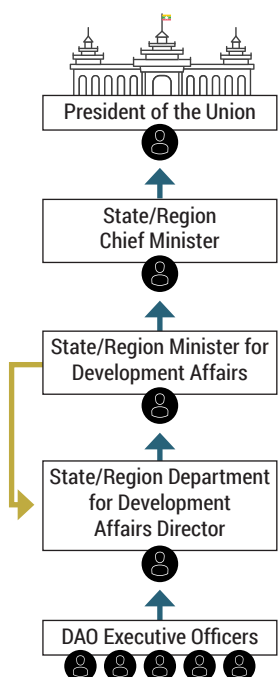 President of the Union
State/Region
Chief Minister
State/Region Minister for
Development Affairs
State/Region Department
for Development
Affairs Director
DAO Executive Officers